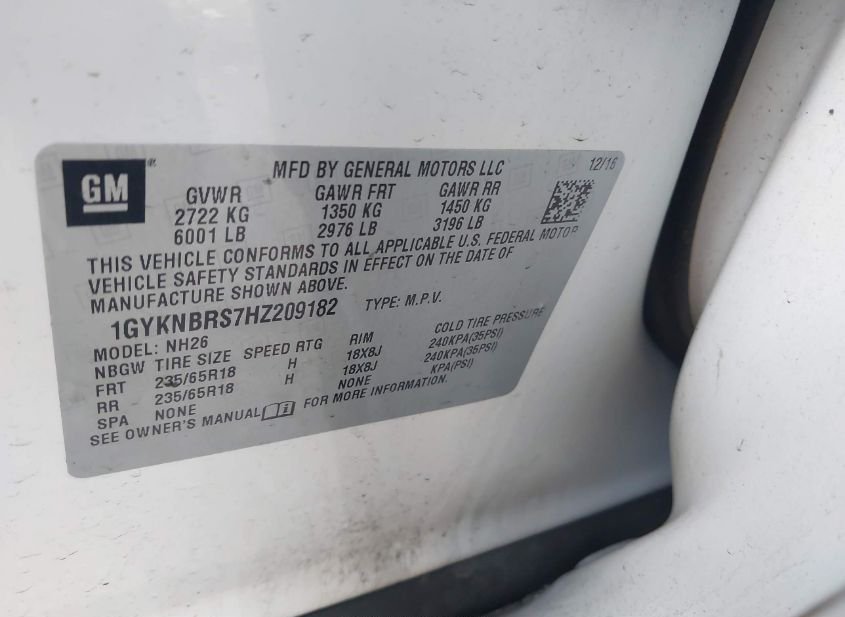 GM
MFD BY GENERAL MOTORS LLC 12/16
GVWR GAWR FRT GAWR RR
2722 KG 1350 KG 1450 KG
6001 LB 2976 LB 3196 LB
THIS VEHICLE CONFORMS TO ALL APPLICABLE U.S. FEDERAL MOTOR
VEHICLE SAFETY STANDARDS IN EFFECT ON THE DATE OF
MANUFACTURE SHOWN ABOVE.
1GYKNBRS7HZ209182 TYPE: M.P.V.
MODEL: NH26
NBGW TIRE SIZE SPEED RTG RIM COLD TIRE PRESSURE
FRT 235/65R18 H 18X8J 240KPA(35PSI)
RR 235/65R18 H 18X8J 240KPA(35PSI)
SPA NONE NONE KPA(PSI)
SEE OWNER'S MANUAL FOR MORE INFORMATION.